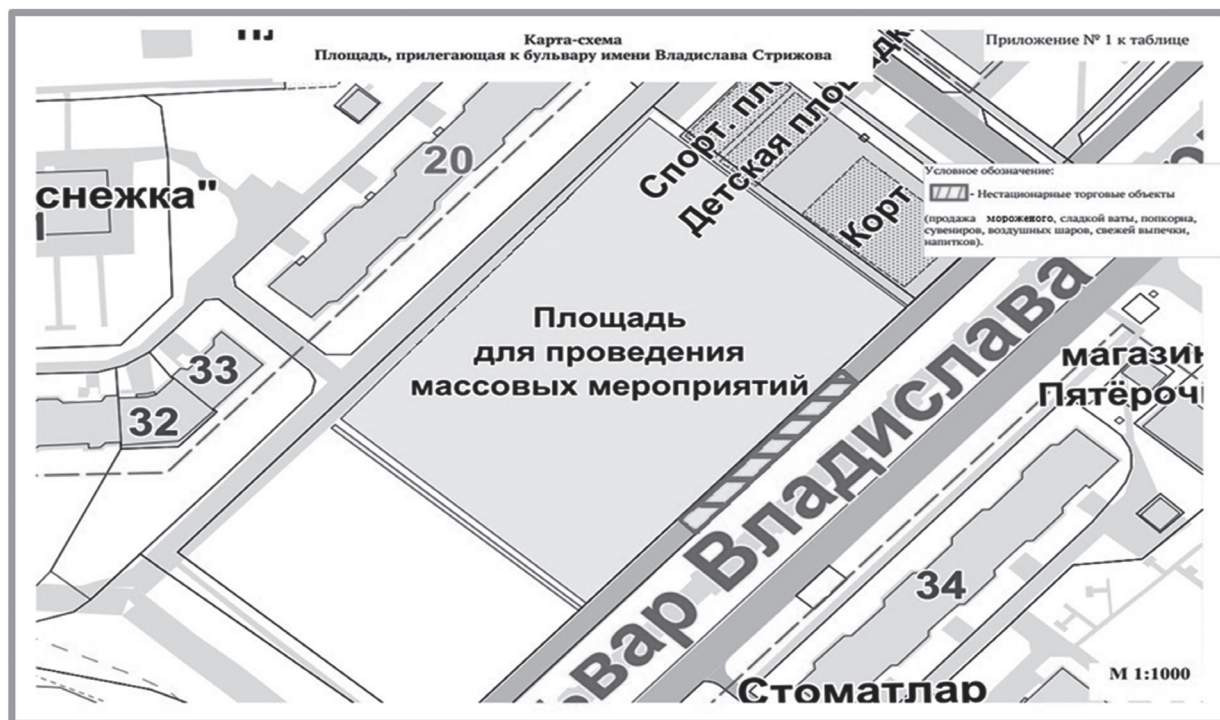 Карта-схема
Площадь, прилегающая к бульвару имени Владислава Стрижова
Приложение № 1 к таблице
20
Спорт. пло
Детская площадк
Корт
Условное обозначение:
- Нестационарные торговые объекты
(продажа мороженого, сладкой ваты, попкорна,
сувениров, воздушных шаров, свежей выпечки,
напитков).
снежка"
Площадь
для проведения
массовых мероприятий
33
32
вар Владислава
магазин
Пятёроч
34
Стоматлар
М 1:1000